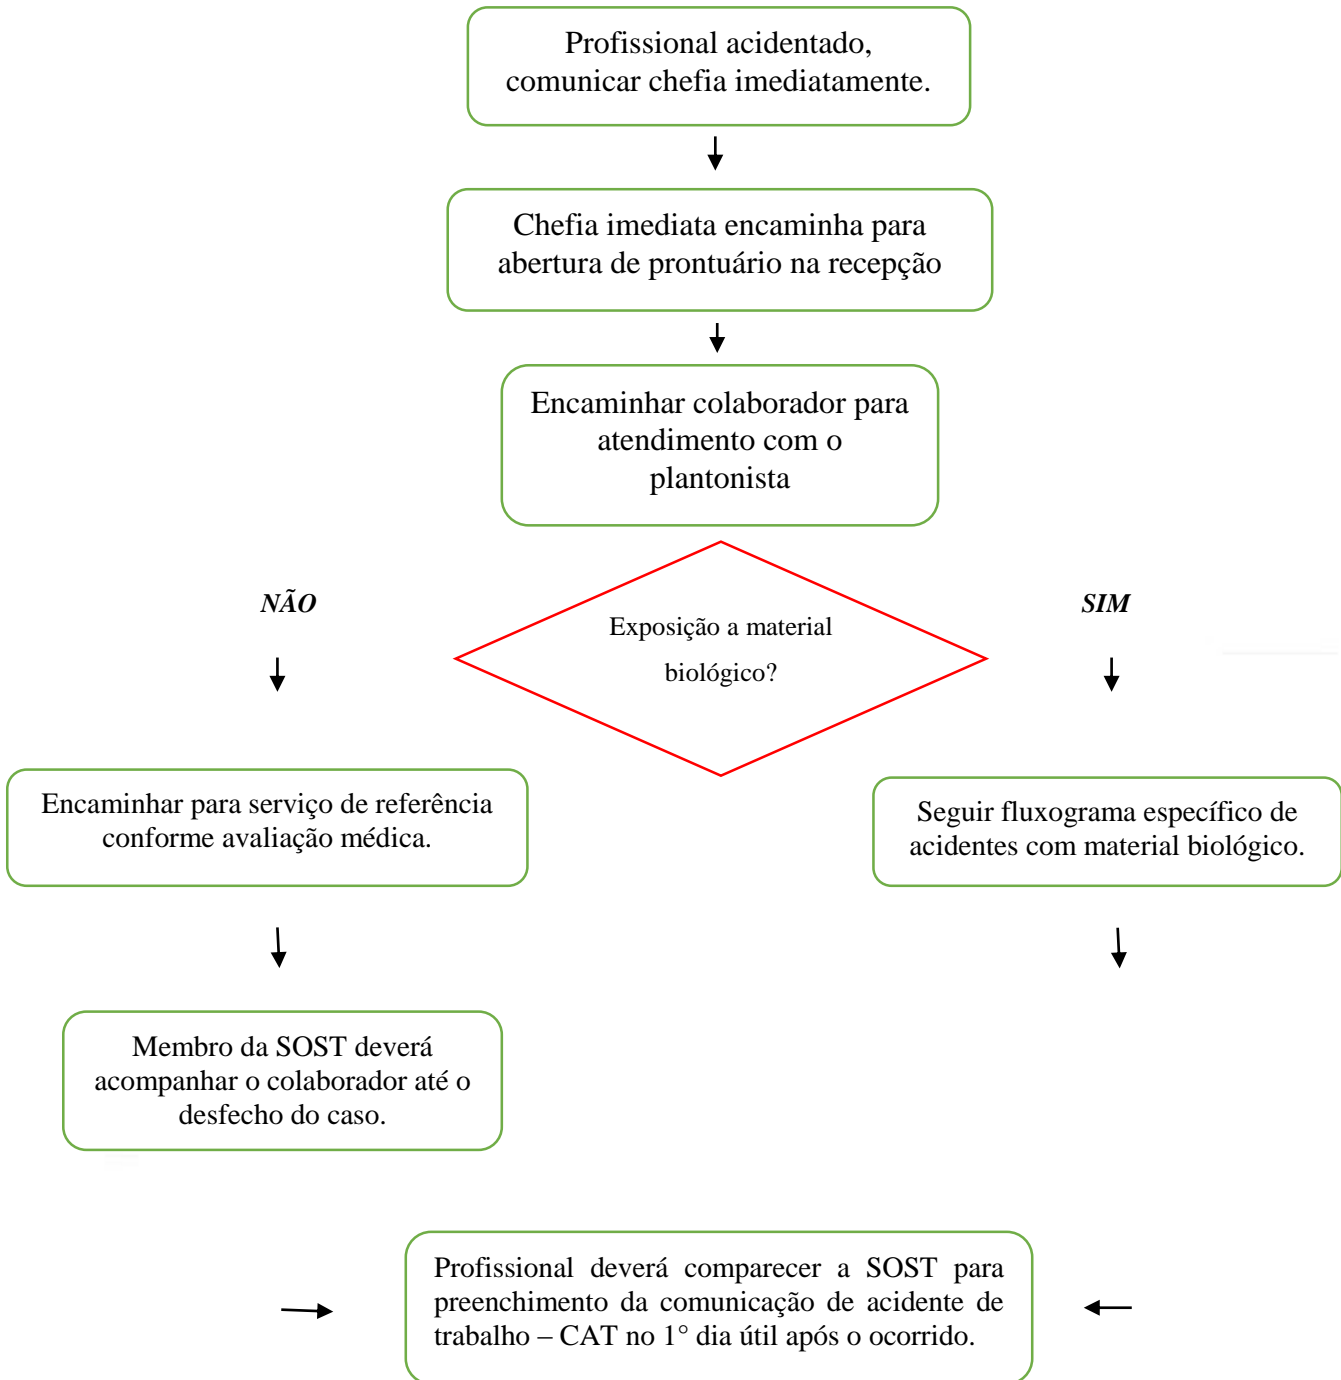 Profissional acidentado,
comunicar chefia imediatamente.
Chefia imediata encaminha para
abertura de prontuário na recepção
Encaminhar colaborador para
atendimento com o
plantonista
NÃO
SIM
Exposição a material
biológico?
Encaminhar para serviço de referência
conforme avaliação médica.
Seguir fluxograma específico de
acidentes com material biológico.
Membro da SOST deverá
acompanhar o colaborador até o
desfecho do caso.
Profissional deverá comparecer a SOST para
preenchimento da comunicação de acidente de
trabalho – CAT no 1° dia útil após o ocorrido.